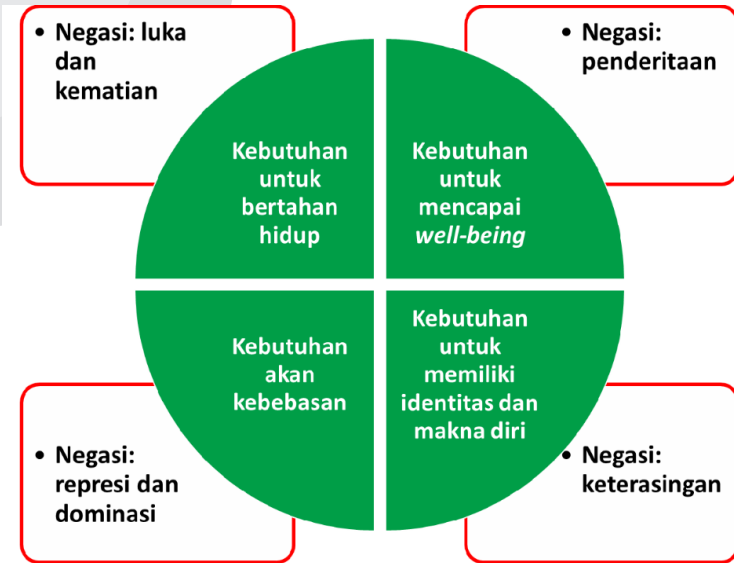 • Negasi: luka
dan
kematian
Kebutuhan
untuk
bertahan
hidup
• Negasi:
penderitaan
Kebutuhan
untuk
mencapai
well-being
Kebutuhan
akan
kebebasan
• Negasi:
represi dan
dominasi
Kebutuhan
untuk
memiliki
identitas dan
makna diri
• Negasi:
keterasingan